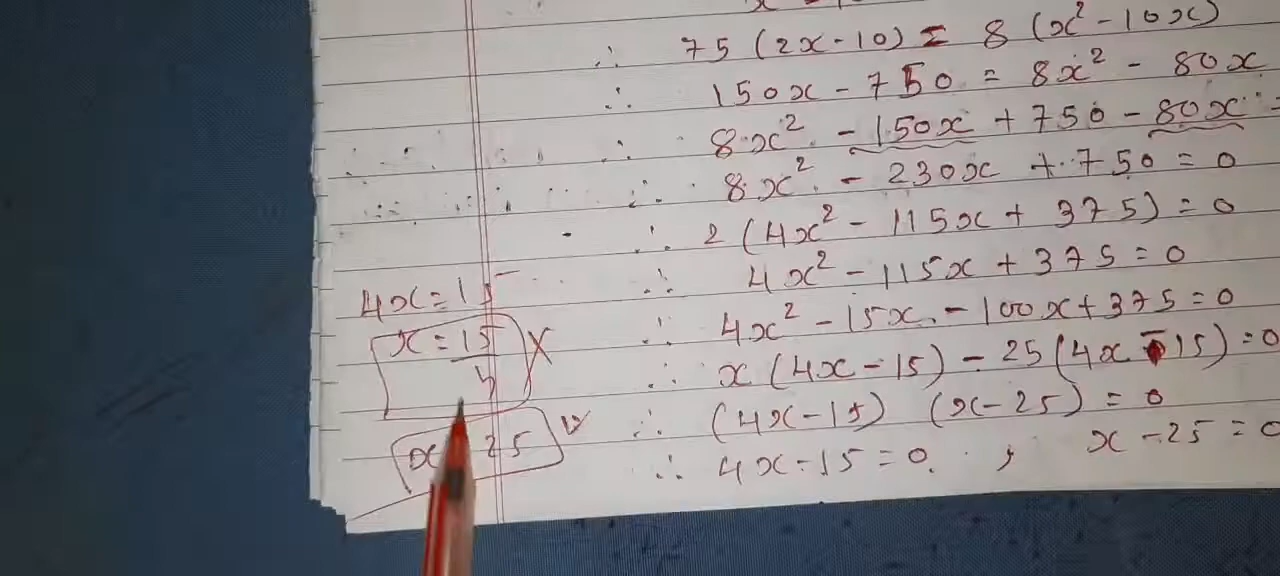 ∴ 75 (2x - 10) = 8 (x² - 10x)
∴ 150x - 750 = 8x² - 80x
∴ 8x² - 150x + 750 - 80x
∴ 8x² - 230x + 750 = 0
∴ 2 (4x² - 115x + 375) = 0
∴ 4x² - 115x + 375 = 0
∴ 4x² - 15x - 100x + 375 = 0
∴ x (4x - 15) - 25 (4x - 15) = 0
∴ (4x - 15) (x - 25) = 0
∴ 4x - 15 = 0 , x - 25 = 0
4x = 15
x = 15/4 X
x 25 ✓